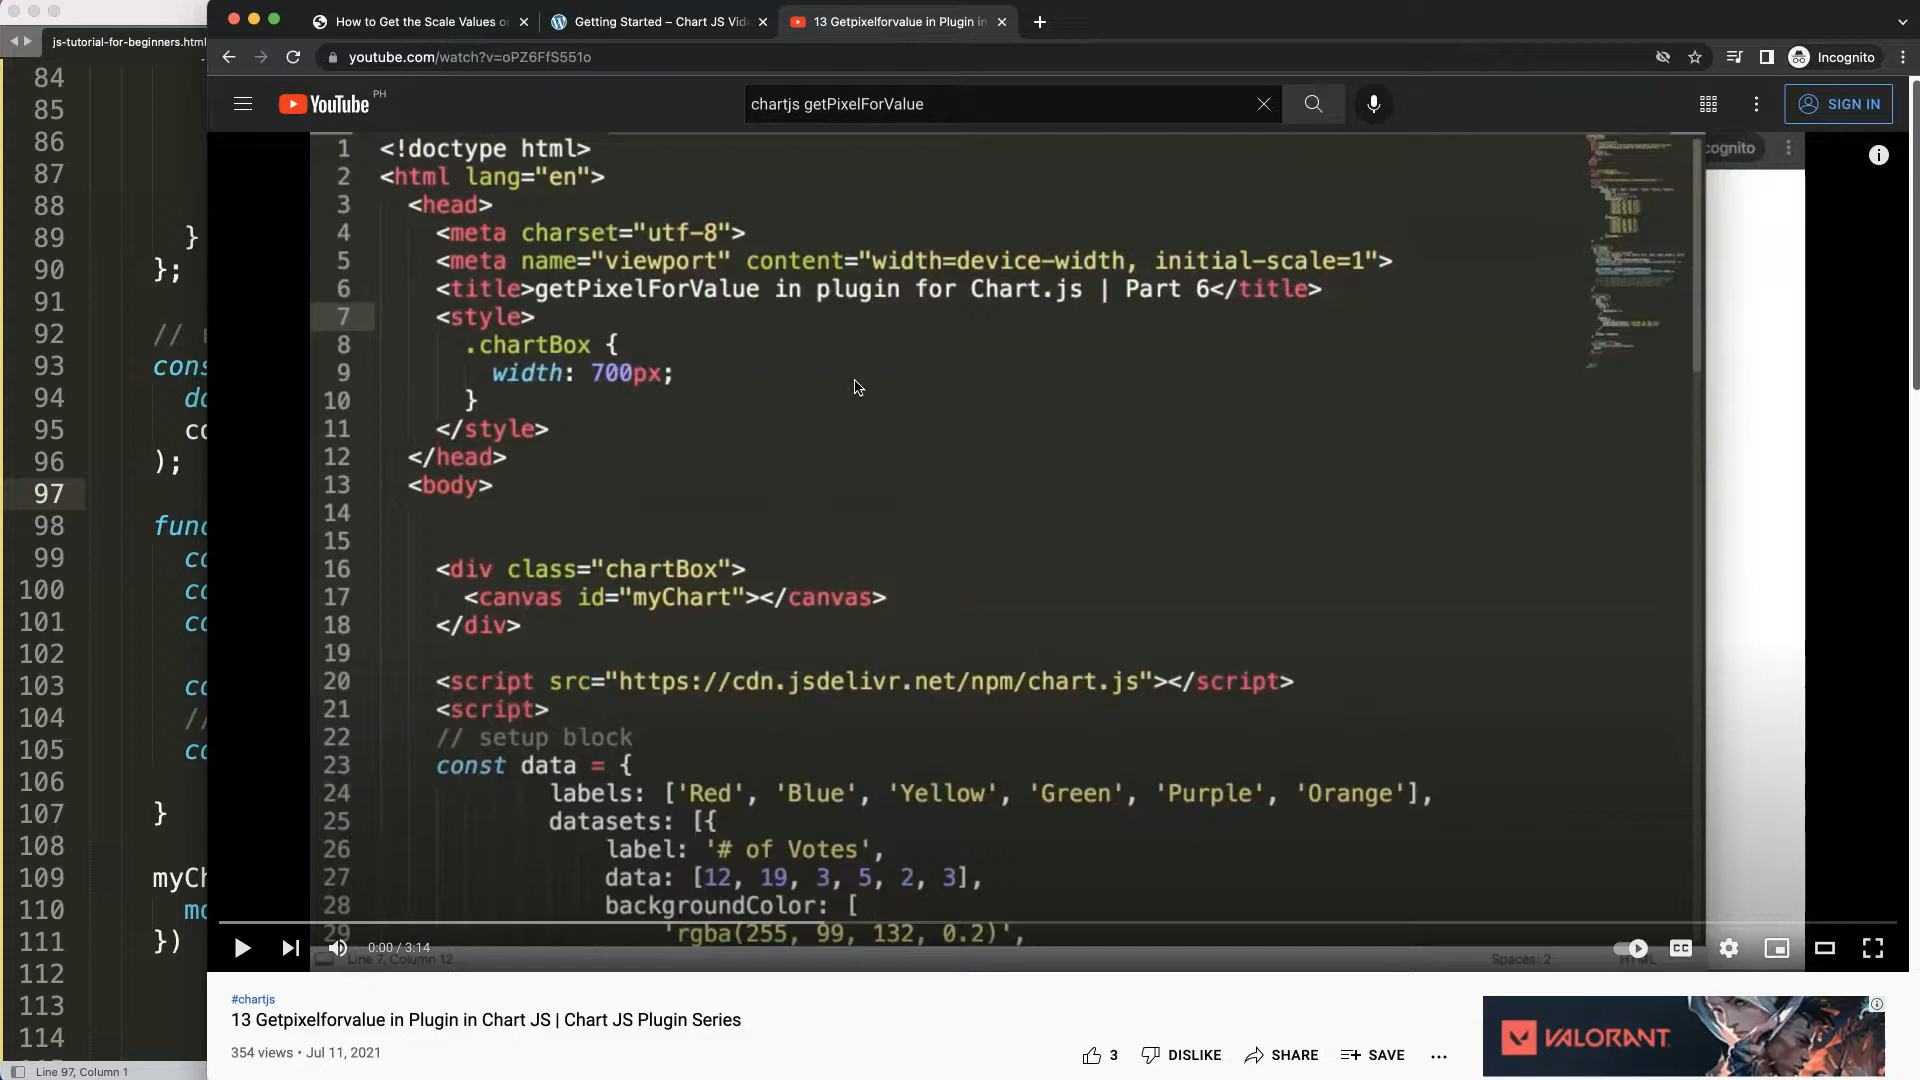 How to Get the Scale Values or
Getting Started – Chart JS Vid
13 Getpixelforvalue in Plugin in
js-tutorial-for-beginners.html
youtube.com/watch?v=oPZ6FfS551o
Incognito
YouTube PH
chartjs getPixelForValue
SIGN IN
84
85
86
87
88
89 }
90 };
91
92 //
93 cons
94 do
95 co
96 );
97
98 func
99 co
100 co
101 co
102
103 co
104 //
105 co
106
107 }
108
109 myCh
110 mo
111 })
112
113
114
Line 97, Column 1
cognito
1 <!doctype html>
2 <html lang="en">
3 <head>
4 <meta charset="utf-8">
5 <meta name="viewport" content="width=device-width, initial-scale=1">
6 <title>getPixelForValue in plugin for Chart.js | Part 6</title>
7 <style>
8 .chartBox {
9 width: 700px;
10 }
11 </style>
12 </head>
13 <body>
14
15
16 <div class="chartBox">
17 <canvas id="myChart"></canvas>
18 </div>
19
20 <script src="https://cdn.jsdelivr.net/npm/chart.js"></script>
21 <script>
22 // setup block
23 const data = {
24 labels: ['Red', 'Blue', 'Yellow', 'Green', 'Purple', 'Orange'],
25 datasets: [{
26 label: '# of Votes',
27 data: [12, 19, 3, 5, 2, 3],
28 backgroundColor: [
29 'rgba(255, 99, 132, 0.2)',
0:00 / 3:14
CC
Line 7, Column 12
Spaces: 2
HTML
#chartjs
13 Getpixelforvalue in Plugin in Chart JS | Chart JS Plugin Series
354 views • Jul 11, 2021
3
DISLIKE
SHARE
SAVE
VALORANT